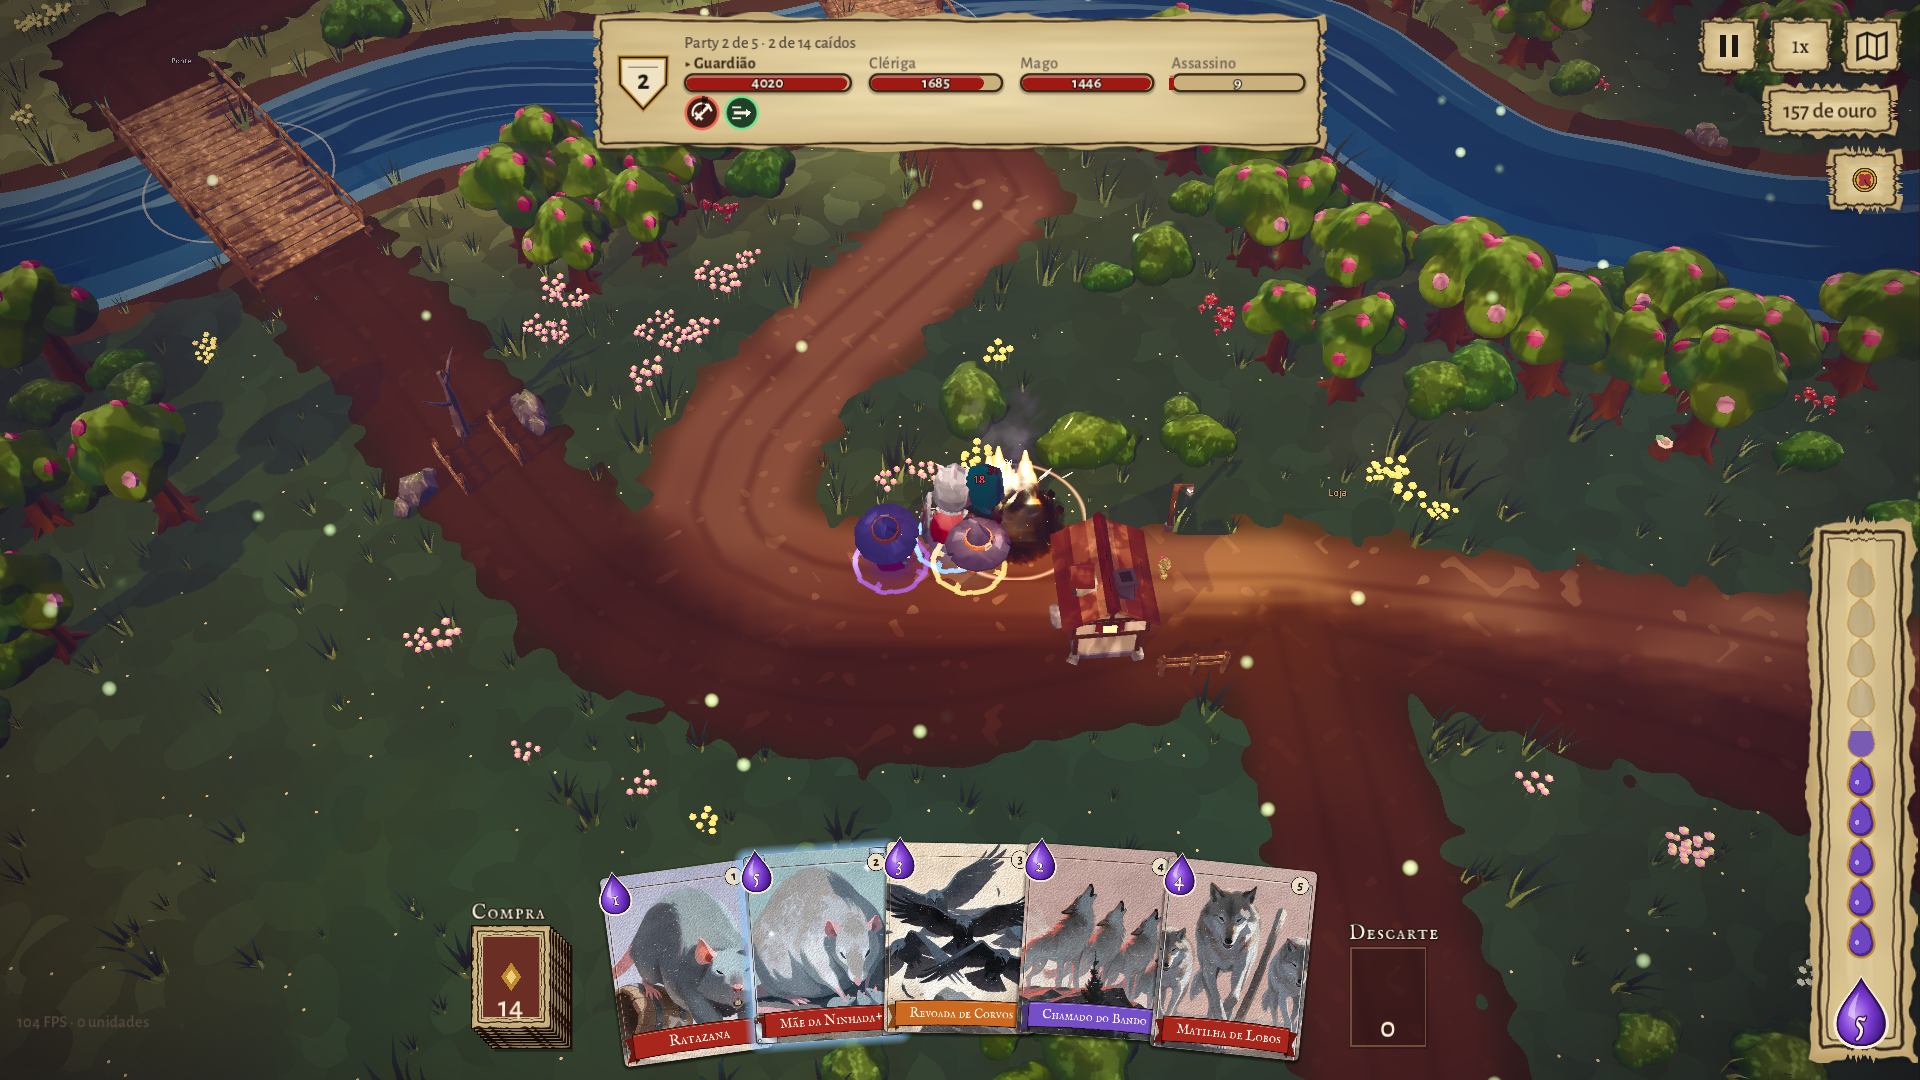 Party 2 de 5 · 2 de 14 caídos
2
Guardião
4020
Clériga
1685
Mago
1446
Assassino
9
1x
157 de ouro
Ponte
Loja
18
Compra
14
1
1
Ratazana
5
2
Mãe da Ninhada+
3
3
Revoada de Corvos
2
4
Chamado do Bando
4
5
Matilha de Lobos
Descarte
0
5
104 FPS · 0 unidades